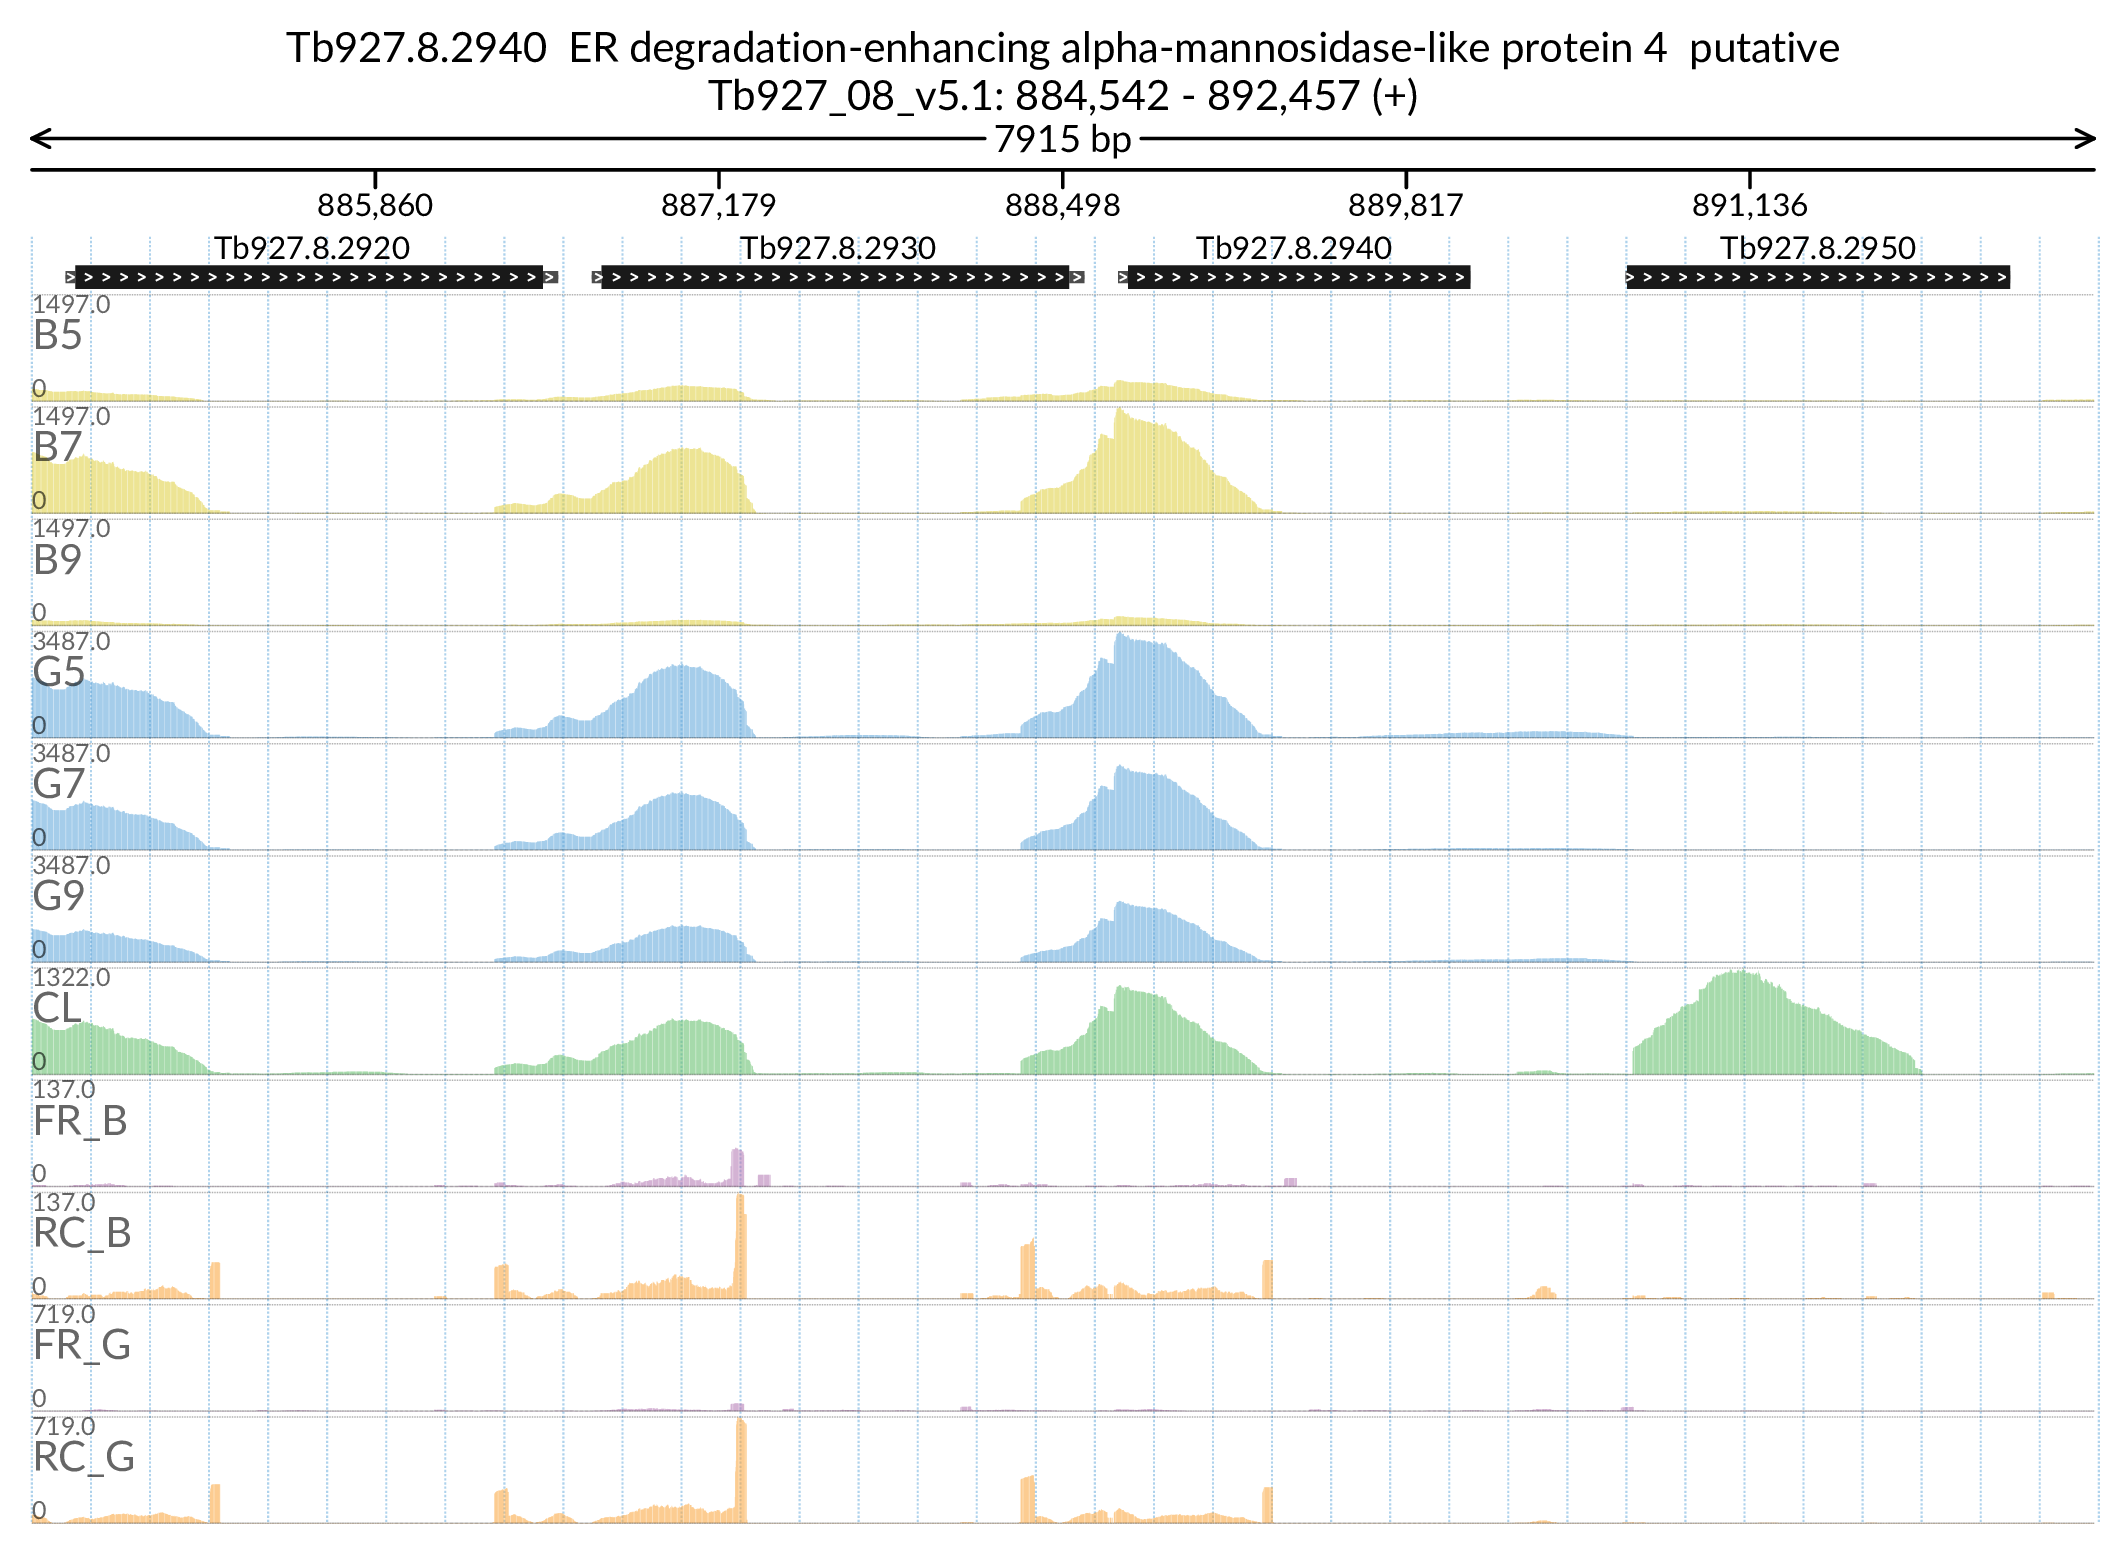 Tb927.8.2940 ER degradation-enhancing alpha-mannosidase-like protein 4 putative
Tb927_08_v5.1: 884,542 - 892,457 (+)
7915 bp
885,860 887,179 888,498 889,817 891,136
Tb927.8.2920 Tb927.8.2930 Tb927.8.2940 Tb927.8.2950
1497.0
B5
0
1497.0
B7
0
1497.0
B9
0
3487.0
G5
0
3487.0
G7
0
3487.0
G9
0
1322.0
CL
0
137.0
FR_B
0
137.0
RC_B
0
719.0
FR_G
0
719.0
RC_G
0